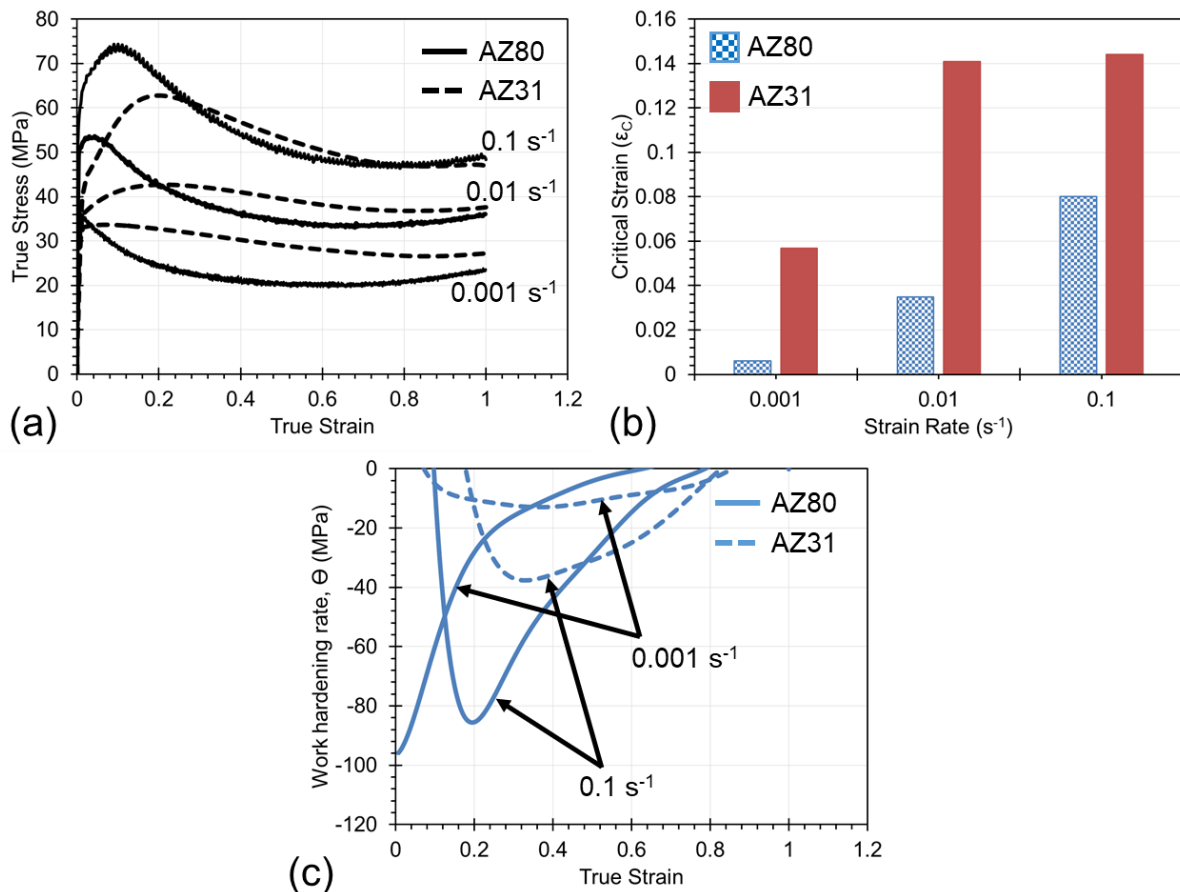 80
70
60
50
40
30
20
10
0
True Stress (MPa)
AZ80
AZ31
0.1 s-1
0.01 s-1
0.001 s-1
0 0.2 0.4 0.6 0.8 1 1.2
True Strain
(a)
0.16
0.14
0.12
0.1
0.08
0.06
0.04
0.02
0
Critical Strain (εC)
AZ80
AZ31
0.001 0.01 0.1
Strain Rate (s-1)
(b)
0
-20
-40
-60
-80
-100
-120
Work hardening rate, Ɵ (MPa)
AZ80
AZ31
0.001 s-1
0.1 s-1
0 0.2 0.4 0.6 0.8 1 1.2
True Strain
(c)